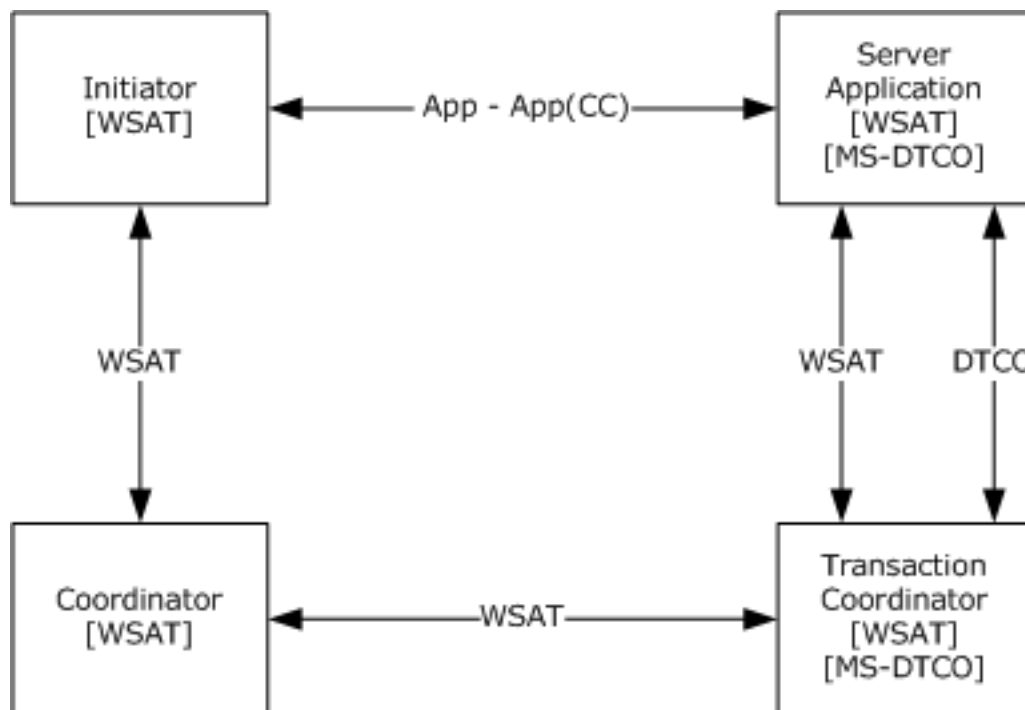 Initiator
[WSAT]
App - App(CC)
Server
Application
[WSAT]
[MS-DTCO]
WSAT
WSAT
DTCO
Coordinator
[WSAT]
WSAT
Transaction
Coordinator
[WSAT]
[MS-DTCO]